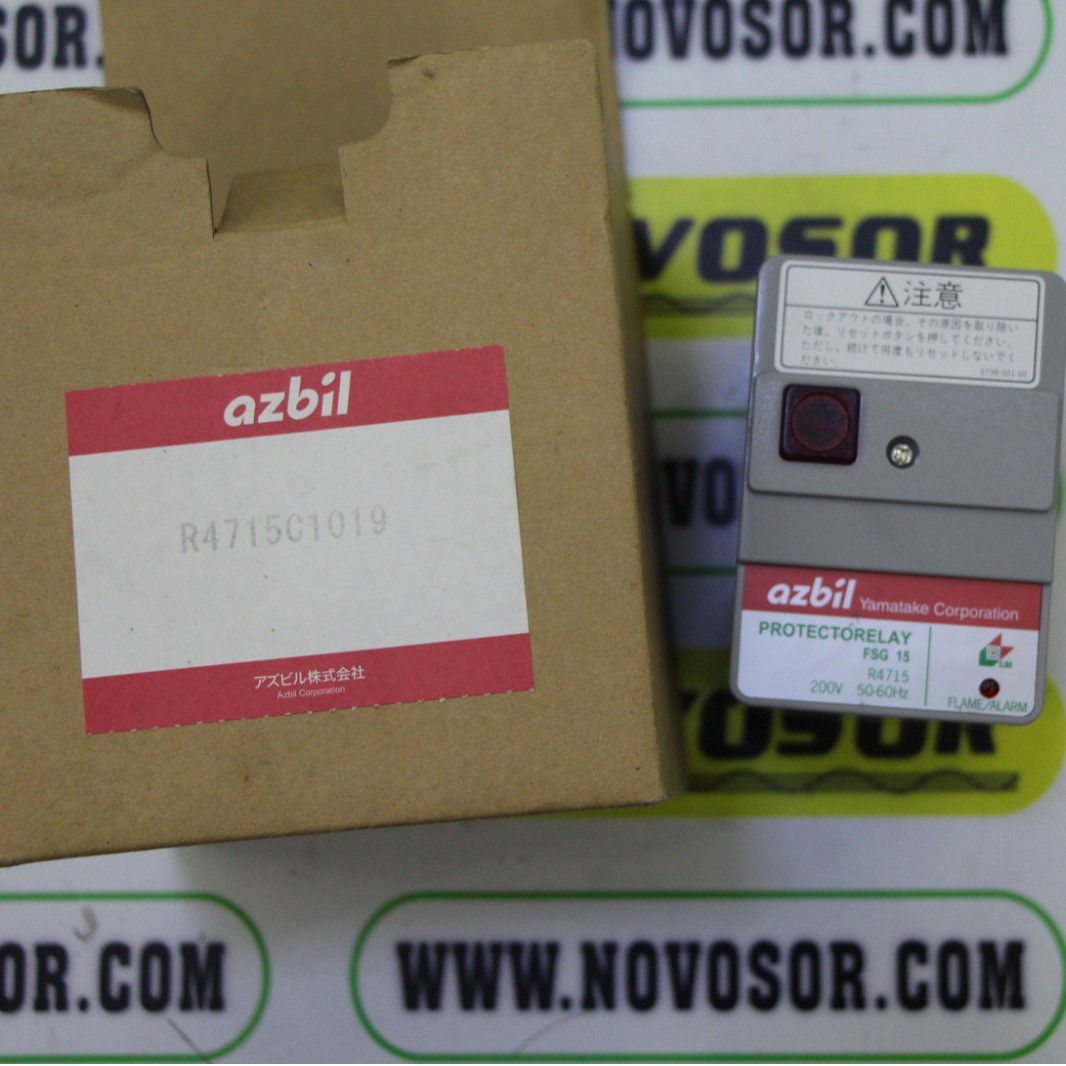 SOR.
NOVOSOR.COM
VOSOR
注意
ロックアウトの場合、その原因を取り除い
た後、リセットボタンを押してください。
ただし、続けて何度もリセットしないでく
ださい。
azbil
R4715C1019
アズビル株式会社
Azbil Corporation
azbil Yamatake Corporation
PROTECTORELAY
FSG 15
R4715
200V 50-60Hz
FLAME/ALARM
VO
VOSOR
OR.COM
WWW.NOVOSOR.COM